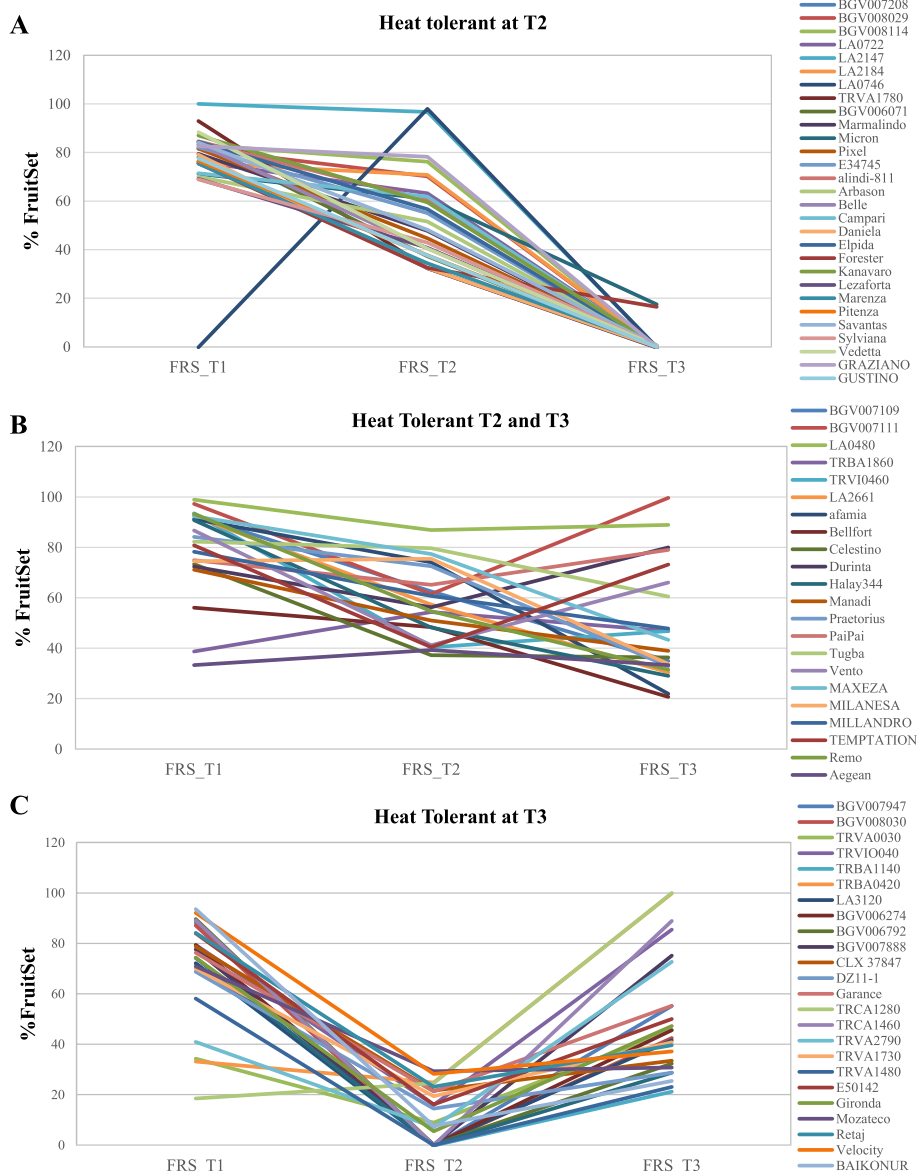 A
Heat tolerant at T2
% FruitSet
120
100
80
60
40
20
0
FRS_T1
FRS_T2
FRS_T3
BGV007208
BGV008029
BGV008114
LA0722
LA2147
LA2184
LA0746
TRVA1780
BGV006071
Marmalindo
Micron
Pixel
E34745
alindi-811
Arbason
Belle
Campari
Daniela
Elpida
Forester
Kanavaro
Lezaforta
Marenza
Pitenza
Savantas
Sylviana
Vedetta
GRAZIANO
GUSTINO
B
Heat Tolerant T2 and T3
% FruitSet
120
100
80
60
40
20
0
FRS_T1
FRS_T2
FRS_T3
BGV007109
BGV007111
LA0480
TRBA1860
TRVI0460
LA2661
afamia
Bellfort
Celestino
Durinta
Halay344
Manadi
Praetorius
PaiPai
Tugba
Vento
MAXEZA
MILANESA
MILLANDRO
TEMPTATION
Remo
Aegean
C
Heat Tolerant at T3
%FruitSet
120
100
80
60
40
20
0
FRS_T1
FRS_T2
FRS_T3
BGV007947
BGV008030
TRVA0030
TRVIO040
TRBA1140
TRBA0420
LA3120
BGV006274
BGV006792
BGV007888
CLX 37847
DZ11-1
Garance
TRCA1280
TRCA1460
TRVA2790
TRVA1730
TRVA1480
E50142
Gironda
Mozateco
Retaj
Velocity
BAIKONUR